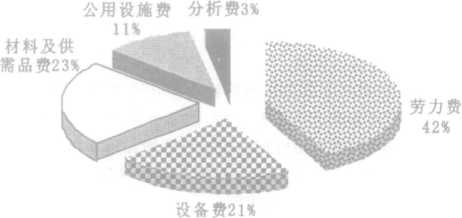 公用设施费
11%
分析费3%
材料及供
需品费23%
劳力费
42%
设备费21%